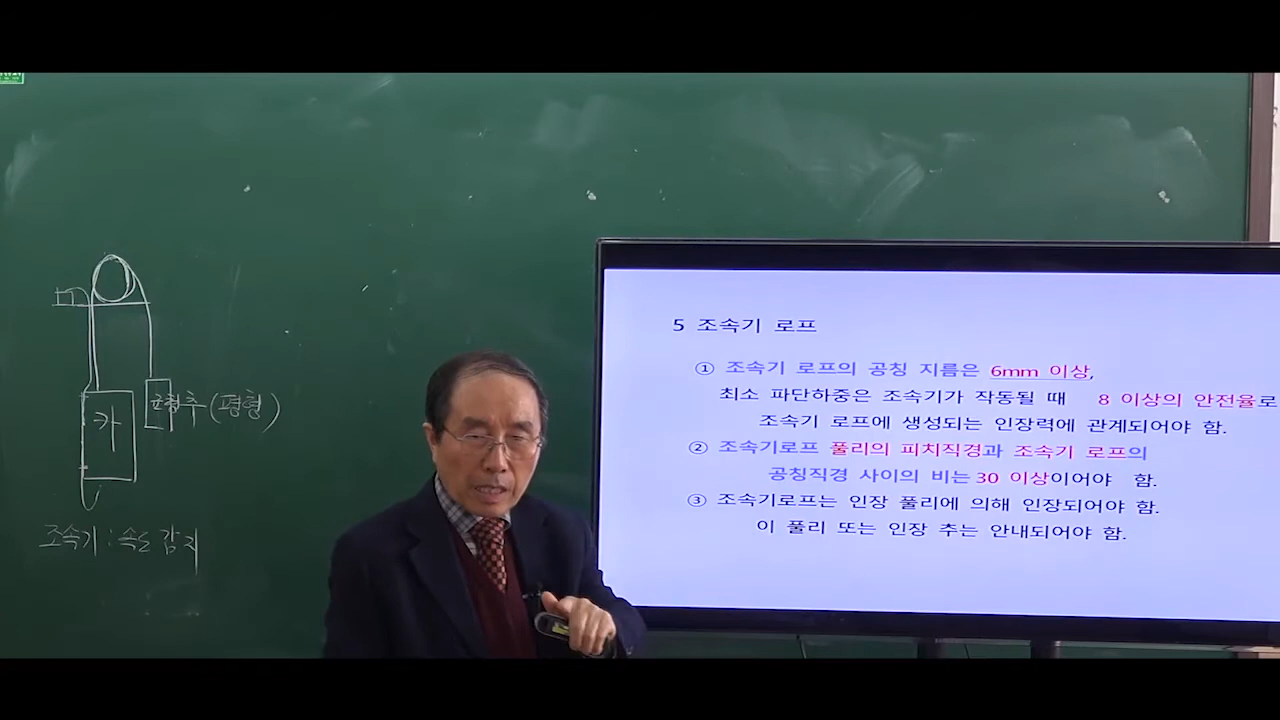 카
균형추(평형)
조속기 : 속도 감지
5 조속기 로프
① 조속기 로프의 공칭 지름은 6mm 이상,
최소 파단하중은 조속기가 작동될 때 8 이상의 안전율로
조속기 로프에 생성되는 인장력에 관계되어야 함.
② 조속기로프 풀리의 피치직경과 조속기 로프의
공칭직경 사이의 비는 30 이상이어야 함.
③ 조속기로프는 인장 풀리에 의해 인장되어야 함.
이 풀리 또는 인장 추는 안내되어야 함.